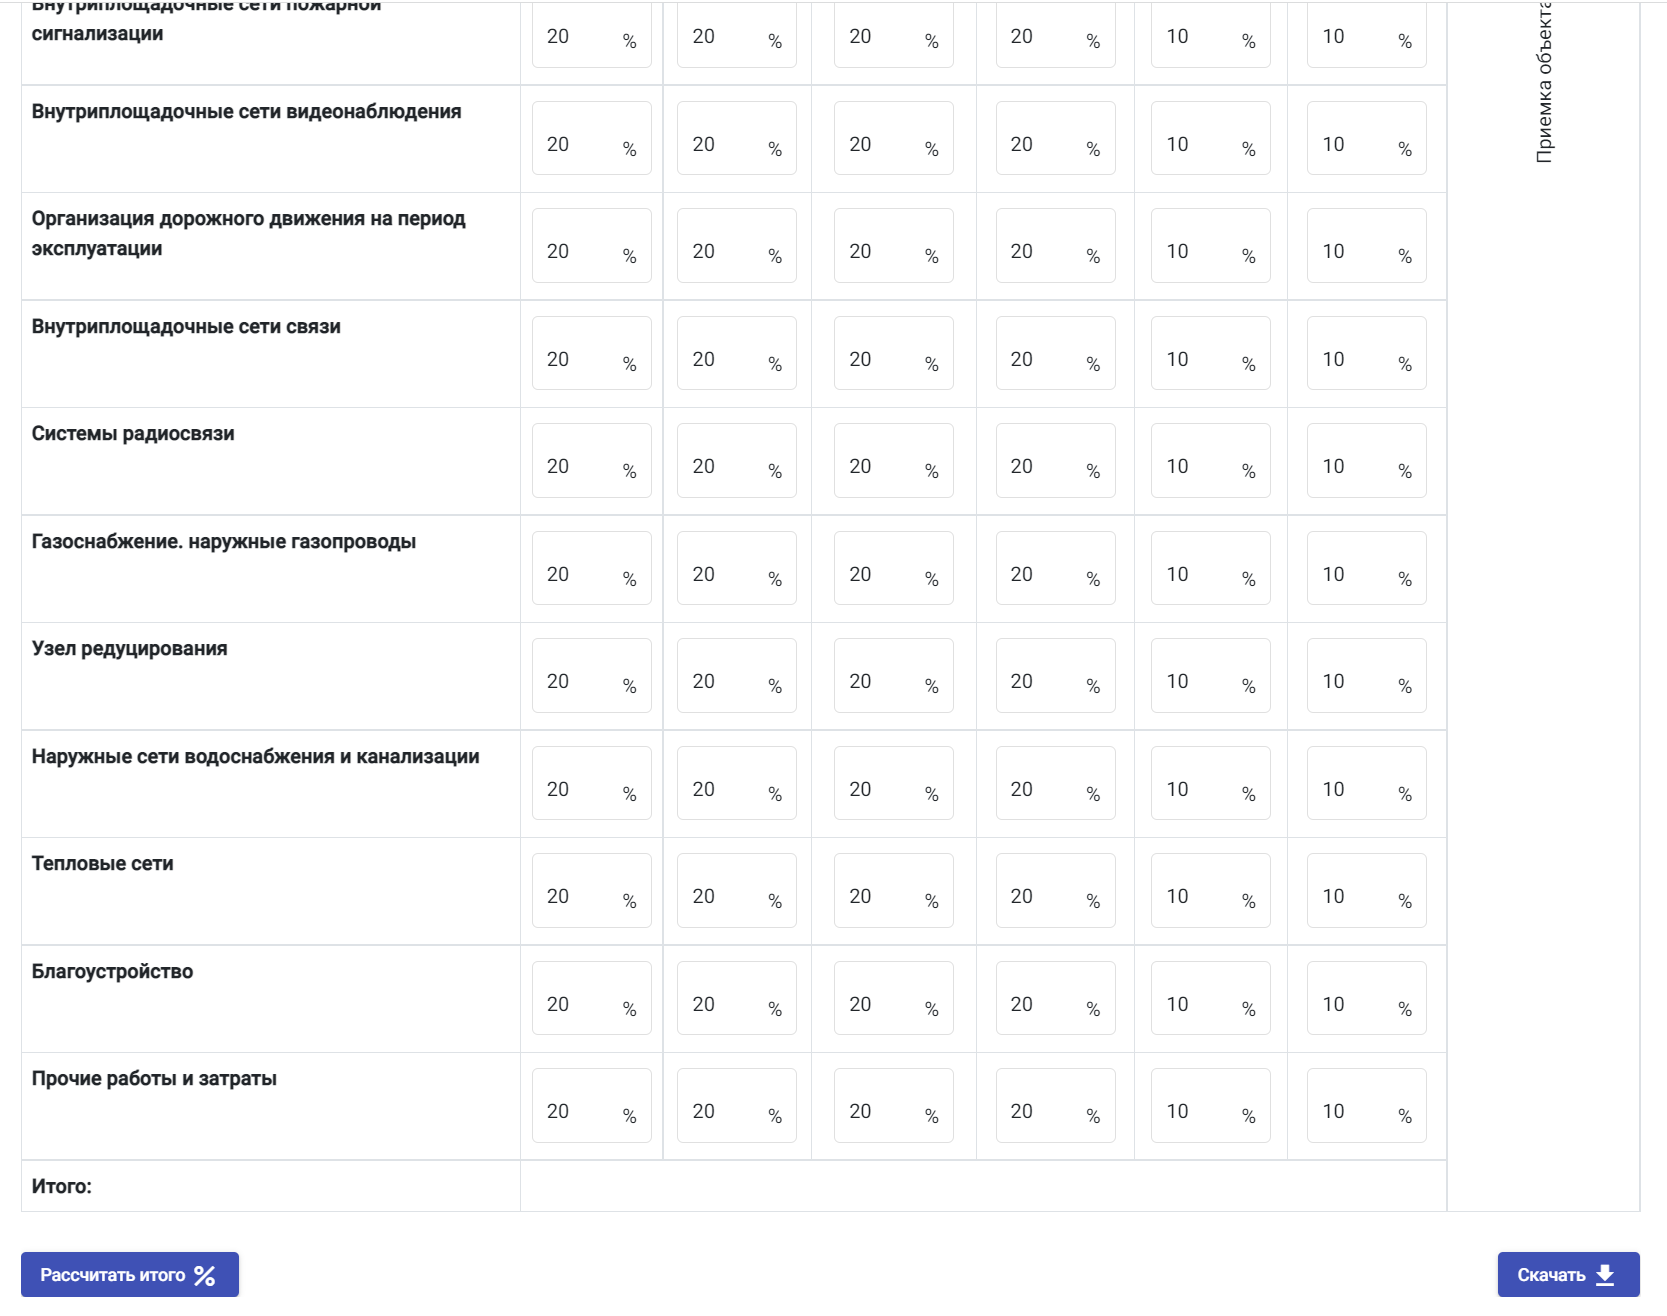 Внутриплощадочные сети пожарной
сигнализации
20 % 20 % 20 % 20 % 10 % 10 %
Приемка объекта
Внутриплощадочные сети видеонаблюдения
20 % 20 % 20 % 20 % 10 % 10 %
Организация дорожного движения на период
эксплуатации
20 % 20 % 20 % 20 % 10 % 10 %
Внутриплощадочные сети связи
20 % 20 % 20 % 20 % 10 % 10 %
Системы радиосвязи
20 % 20 % 20 % 20 % 10 % 10 %
Газоснабжение. наружные газопроводы
20 % 20 % 20 % 20 % 10 % 10 %
Узел редуцирования
20 % 20 % 20 % 20 % 10 % 10 %
Наружные сети водоснабжения и канализации
20 % 20 % 20 % 20 % 10 % 10 %
Тепловые сети
20 % 20 % 20 % 20 % 10 % 10 %
Благоустройство
20 % 20 % 20 % 20 % 10 % 10 %
Прочие работы и затраты
20 % 20 % 20 % 20 % 10 % 10 %
Итого:
Рассчитать итого %
Скачать